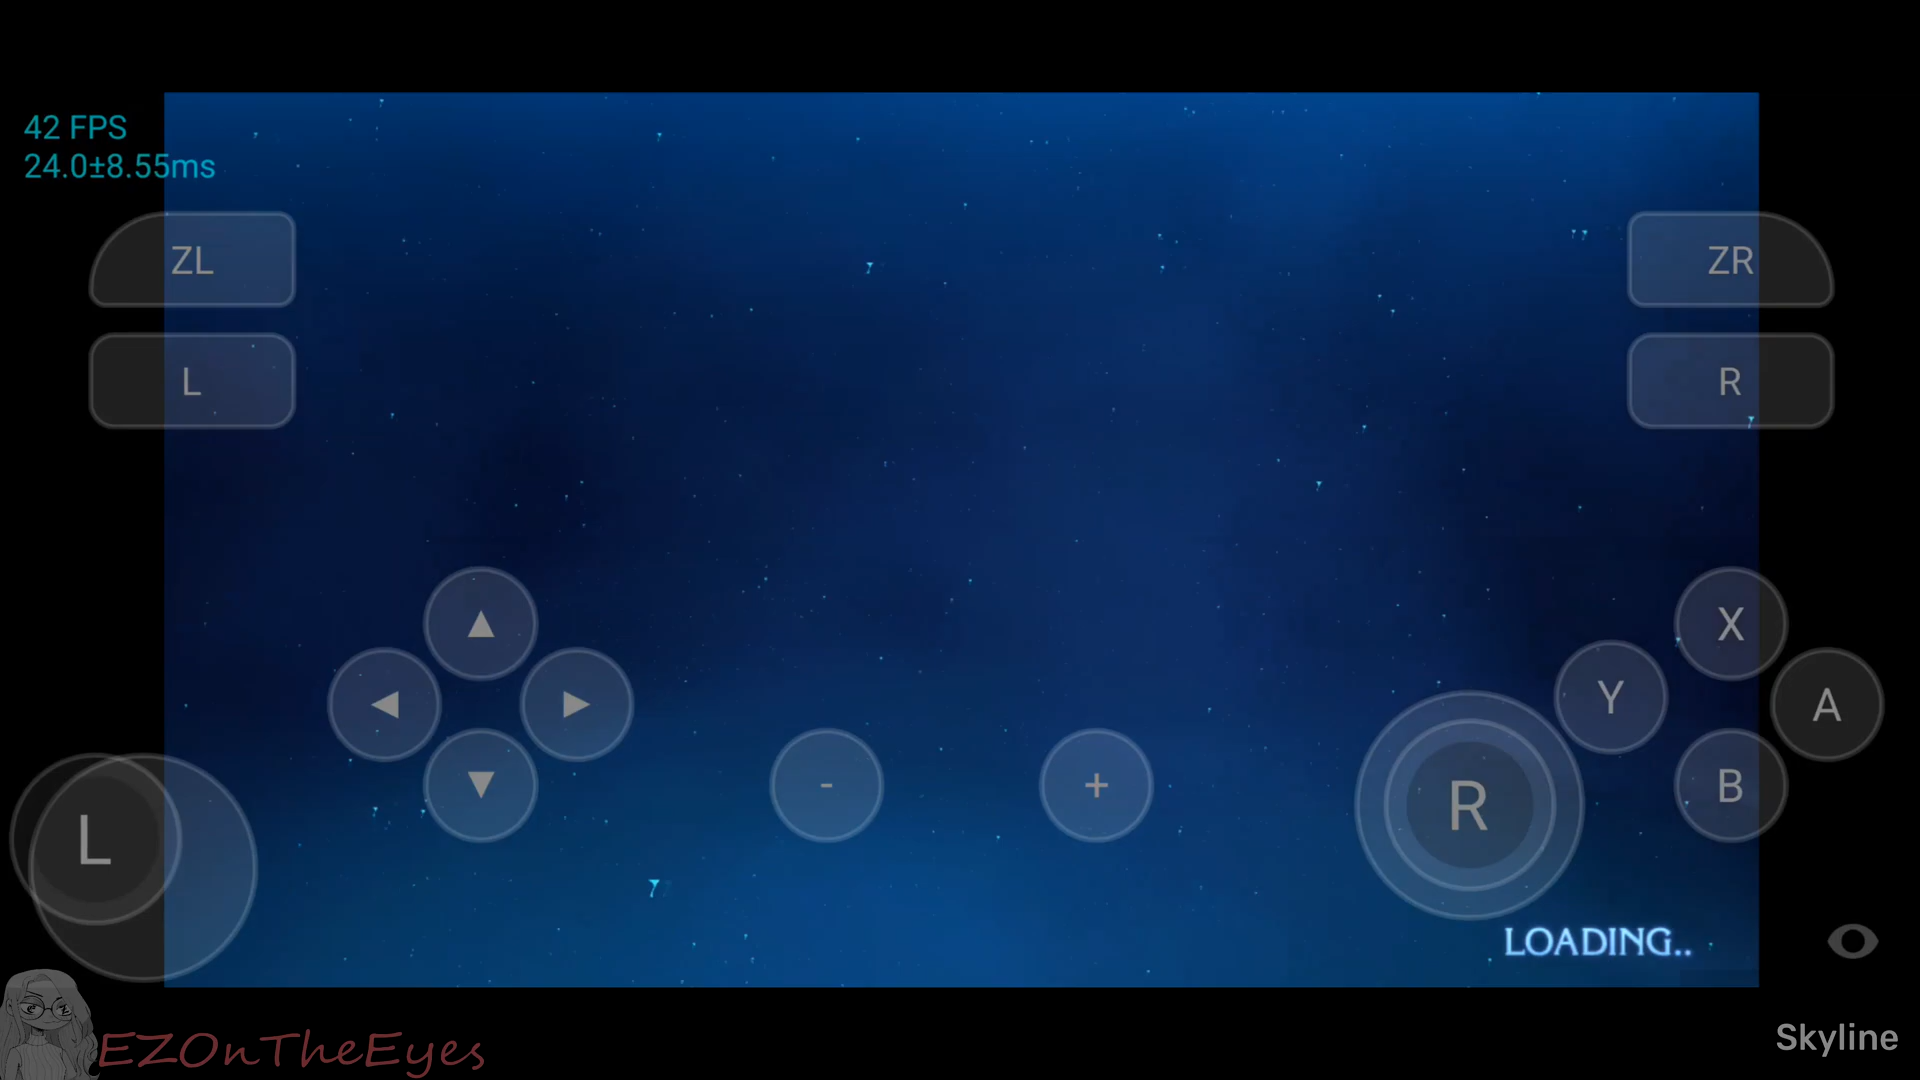 42 FPS
24.0±8.55ms
ZL
ZR
L
R
X
Y
A
- 
+
B
L
R
LOADING..
EZOnTheEyes
Skyline